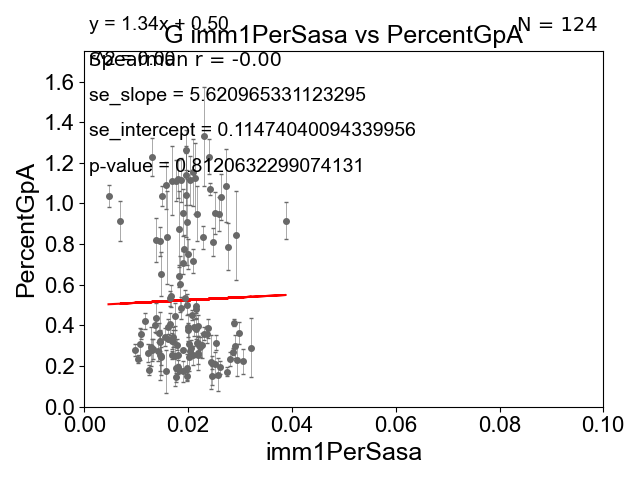 y = 1.34x + 0.50
N = 124
G imm1PerSasa vs PercentGpA
Spearman r = -0.00
se_slope = 5.620965331123295
se_intercept = 0.11474040094339956
p-value = 0.8120632299074131
PercentGpA
1.6
1.4
1.2
1.0
0.8
0.6
0.4
0.2
0.0
0.00 0.02 0.04 0.06 0.08 0.10
imm1PerSasa